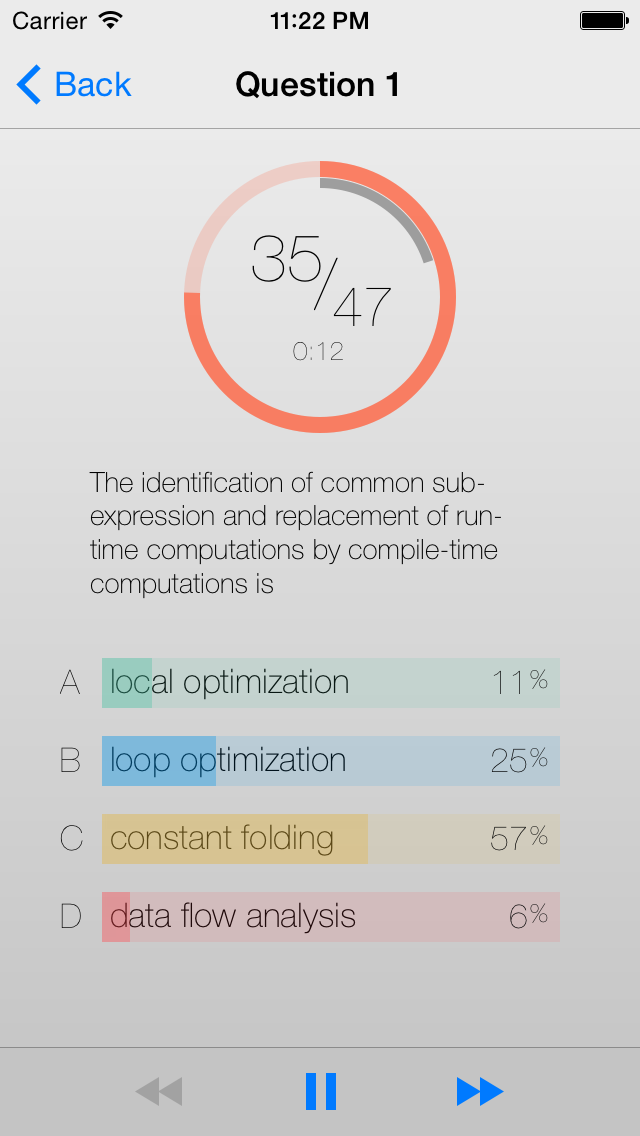 Carrier 11:22 PM
Back Question 1
35/47
0:12
The identification of common sub-
expression and replacement of run-
time computations by compile-time
computations is
A local optimization 11%
B loop optimization 25%
C constant folding 57%
D data flow analysis 6%